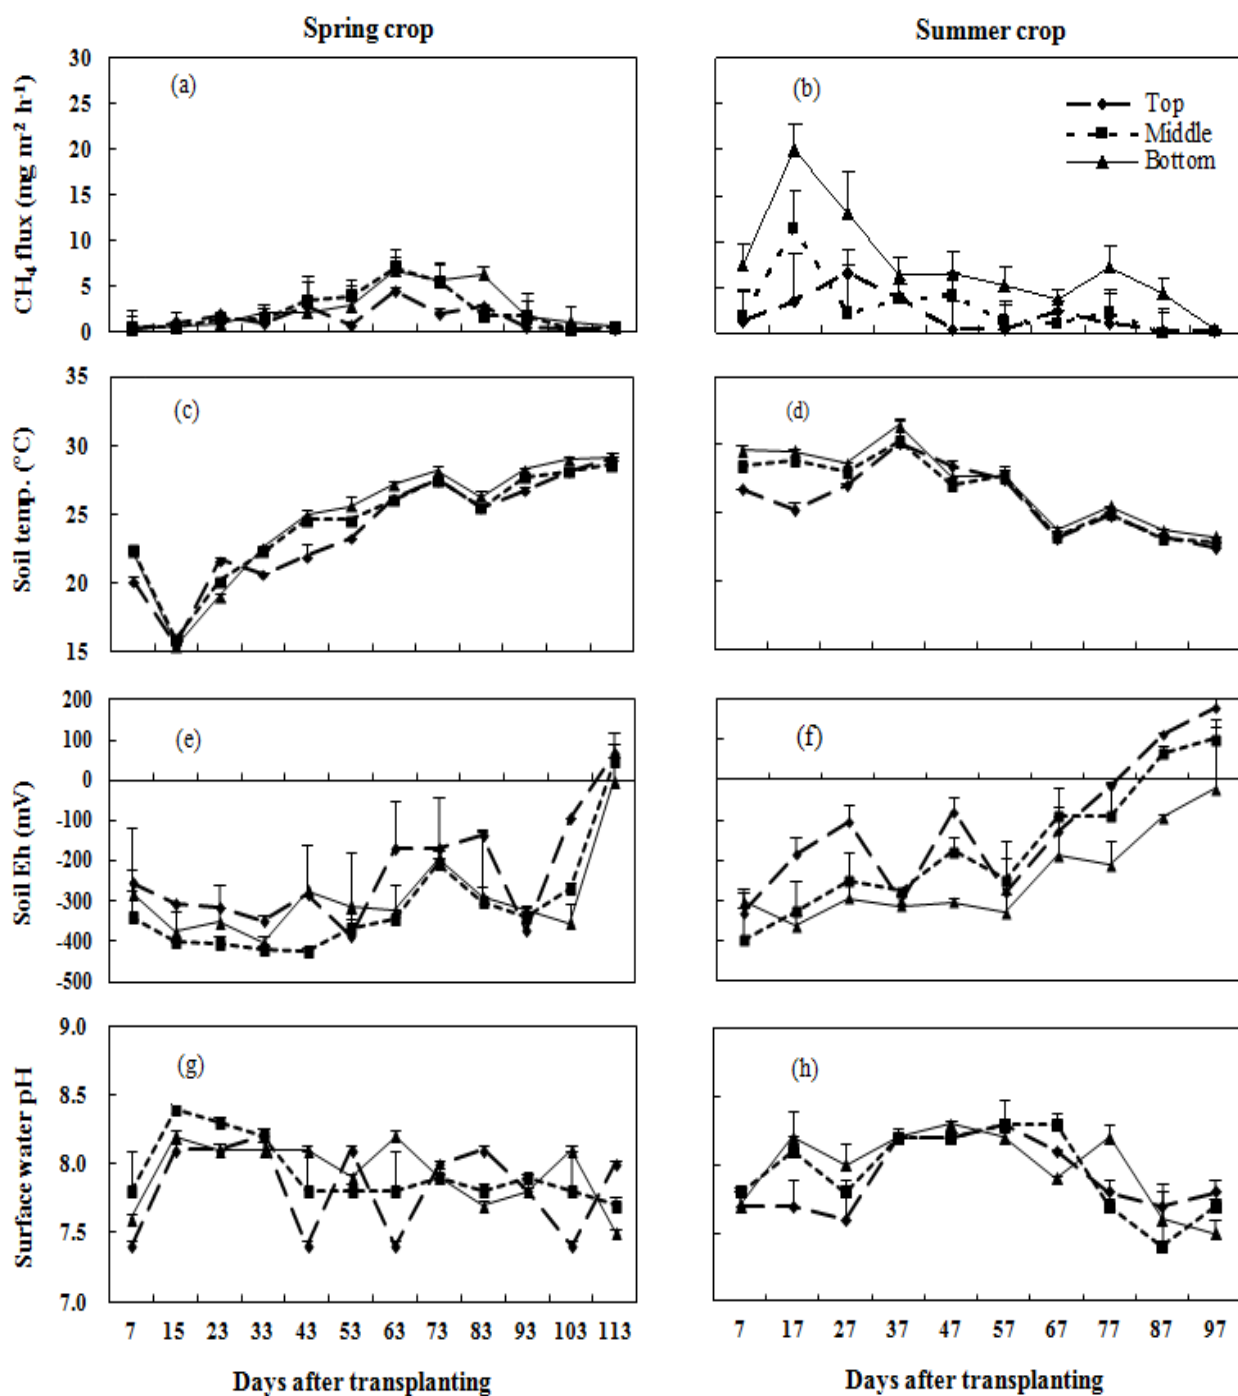 Spring crop
Summer crop
CH₄ flux (ng m⁻² h⁻¹)
30
25
20
15
10
5
0
(a)
(b)
Top
Middle
Bottom
Soil temp. (°C)
35
30
25
20
15
(c)
(d)
Soil Eh (mV)
200
100
0
-100
-200
-300
-400
-500
(e)
(f)
Surface water pH
9.0
8.5
8.0
7.5
7.0
(g)
(h)
7 15 23 33 43 53 63 73 83 93 103 113
7 17 27 37 47 57 67 77 87 97
Days after transplanting
Days after transplanting